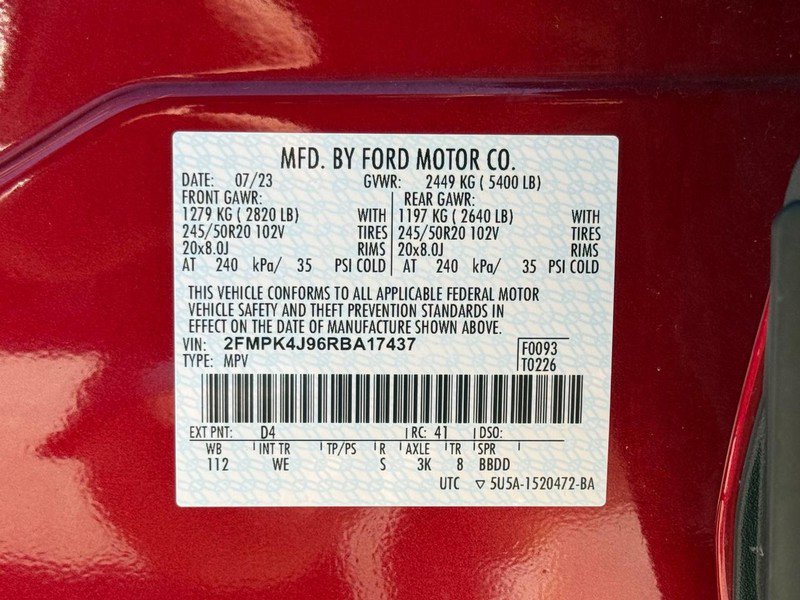 MFD. BY FORD MOTOR CO.
DATE: 07/23 GVWR: 2449 KG ( 5400 LB)
FRONT GAWR: REAR GAWR:
1279 KG ( 2820 LB) WITH 1197 KG ( 2640 LB) WITH
245/50R20 102V TIRES 245/50R20 102V TIRES
20x8.0J RIMS 20x8.0J RIMS
AT 240 kPa/ 35 PSI COLD AT 240 kPa/ 35 PSI COLD
THIS VEHICLE CONFORMS TO ALL APPLICABLE FEDERAL MOTOR
VEHICLE SAFETY AND THEFT PREVENTION STANDARDS IN
EFFECT ON THE DATE OF MANUFACTURE SHOWN ABOVE.
VIN: 2FMPK4J96RBA17437 F0093
TYPE: MPV T0226
EXT PNT: D4 RC: 41 DSO:
WB INT TR TP/PS R AXLE TR SPR
112 WE S 3K 8 BBDD
UTC ▽ 5U5A-1520472-BA